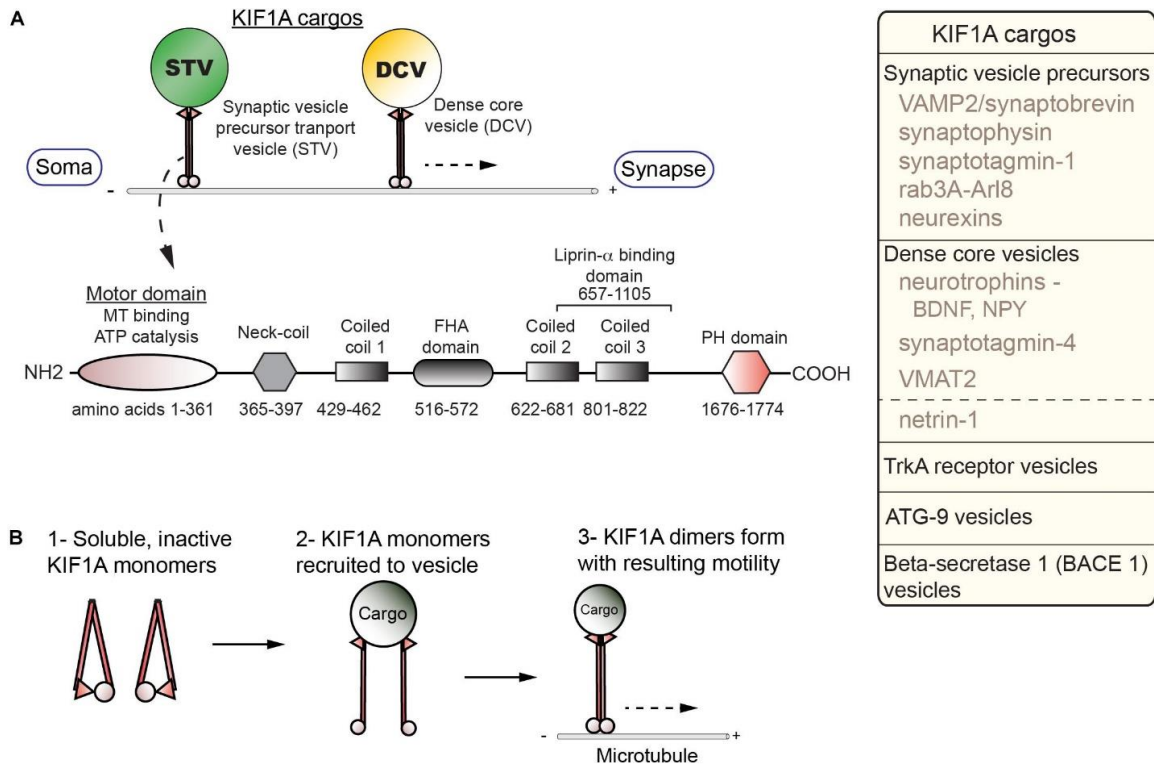 A
KIF1A cargos
STV
DCV
Synaptic vesicle
precursor tranport
vesicle (STV)
Dense core
vesicle (DCV)
Soma
-
+
Synapse
Motor domain
MT binding
ATP catalysis
Neck-coil
Coiled
coil 1
FHA
domain
Liprin-α binding
domain
657-1105
Coiled
coil 2
Coiled
coil 3
PH domain
NH2
COOH
amino acids 1-361
365-397
429-462
516-572
622-681
801-822
1676-1774
KIF1A cargos
Synaptic vesicle precursors
VAMP2/synaptobrevin
synaptophysin
synaptotagmin-1
rab3A-Arl8
neurexins
Dense core vesicles
neurotrophins -
BDNF, NPY
synaptotagmin-4
VMAT2
netrin-1
TrkA receptor vesicles
ATG-9 vesicles
Beta-secretase 1 (BACE 1)
vesicles
B
1- Soluble, inactive
KIF1A monomers
2- KIF1A monomers
recruited to vesicle
Cargo
3- KIF1A dimers form
with resulting motility
Cargo
-
+
Microtubule